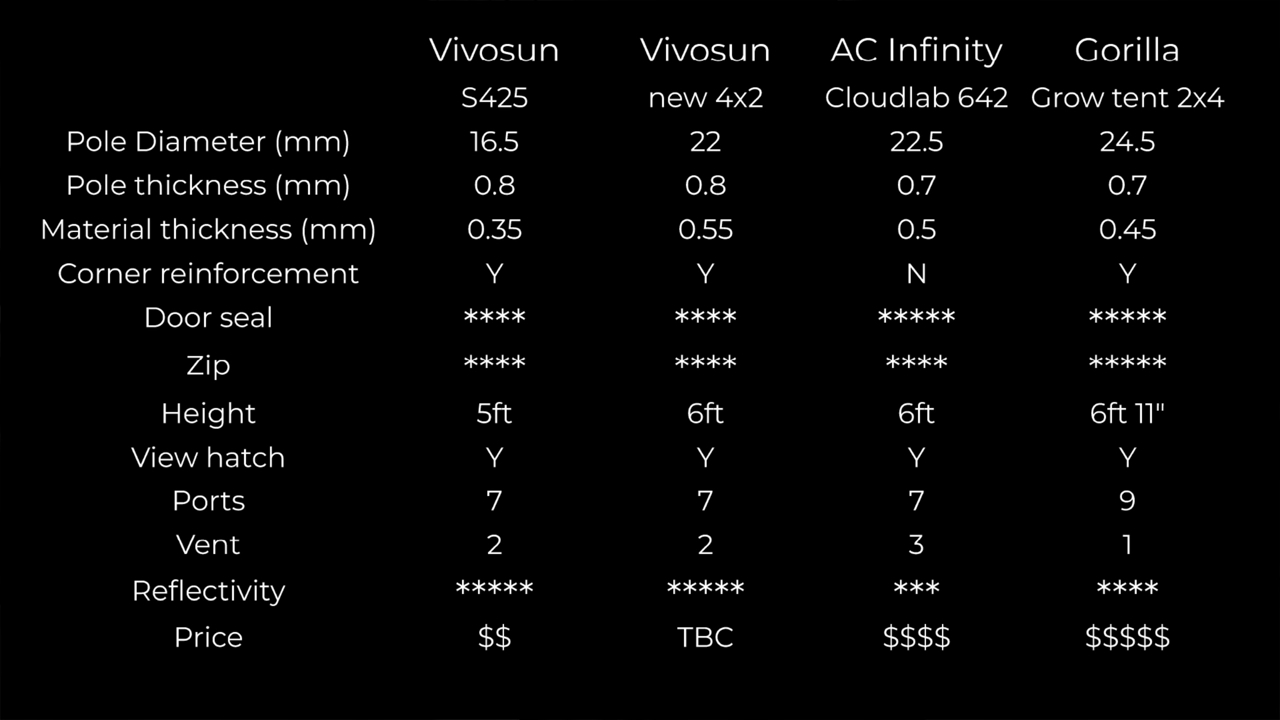 Vivosun Vivosun AC Infinity Gorilla
S425 new 4x2 Cloudlab 642 Grow tent 2x4
Pole Diameter (mm) 16.5 22 22.5 24.5
Pole thickness (mm) 0.8 0.8 0.7 0.7
Material thickness (mm) 0.35 0.55 0.5 0.45
Corner reinforcement Y Y N Y
Door seal **** **** ***** *****
Zip **** **** **** *****
Height 5ft 6ft 6ft 6ft 11"
View hatch Y Y Y Y
Ports 7 7 7 9
Vent 2 2 3 1
Reflectivity ***** ***** *** ****
Price $$ TBC $$$$ $$$$$